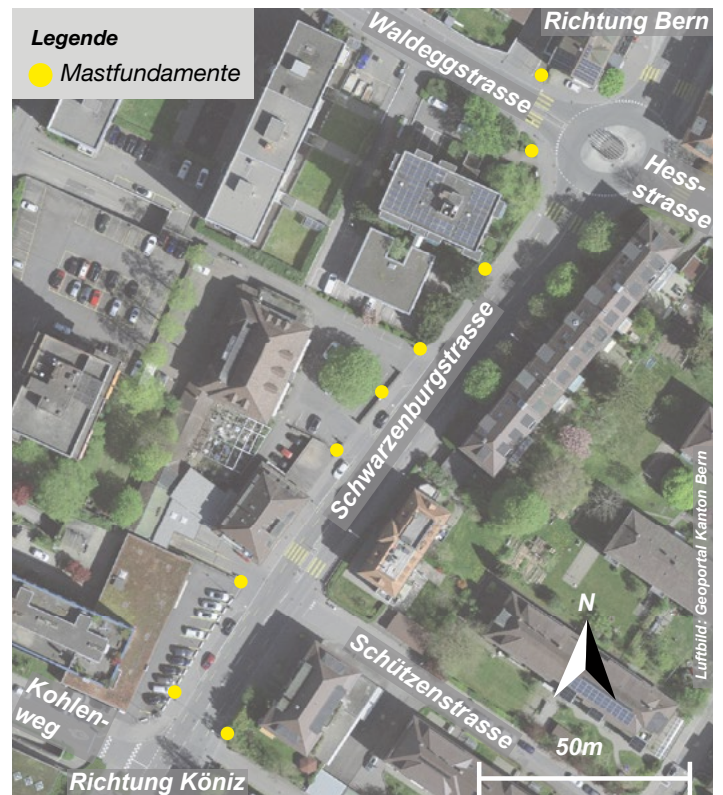 Legende
Mastfundamente
Richtung Bern
Waldeggstrasse
Hess-
strasse
Schwarzenburgstrasse
Luftbild: Geoportal Kanton Bern
N
Schützenstrasse
Kohlen-
weg
50m
Richtung Köniz